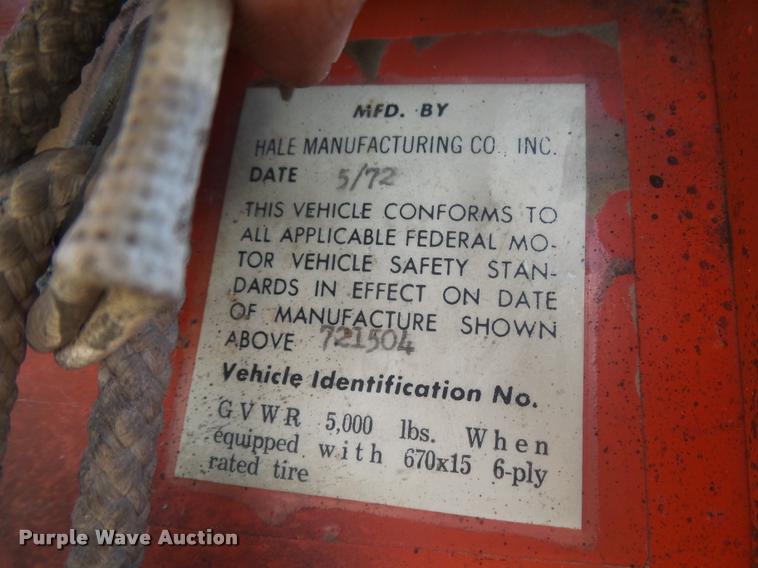 MFD. BY
HALE MANUFACTURING CO., INC.
DATE 5/72
THIS VEHICLE CONFORMS TO
ALL APPLICABLE FEDERAL MO-
TOR VEHICLE SAFETY STAN-
DARDS IN EFFECT ON DATE
OF MANUFACTURE SHOWN
ABOVE 721504
Vehicle Identification No.
GVWR 5,000 lbs. When
equipped with 670x15 6-ply
rated tire
Purple Wave Auction